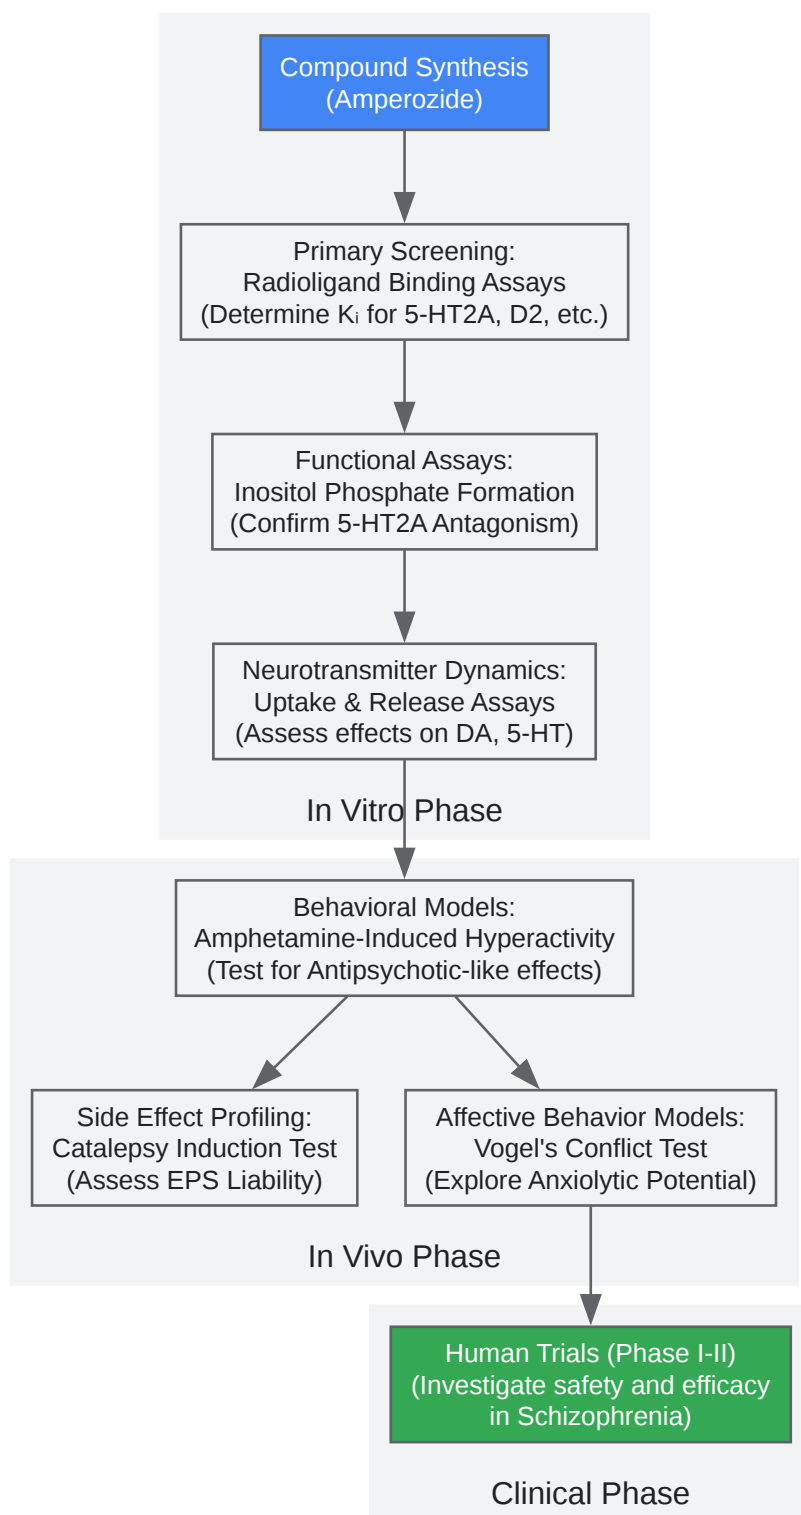 Compound Synthesis
(Amperozide)
Primary Screening:
Radioligand Binding Assays
(Determine Kᵢ for 5-HT2A, D2, etc.)
Functional Assays:
Inositol Phosphate Formation
(Confirm 5-HT2A Antagonism)
Neurotransmitter Dynamics:
Uptake & Release Assays
(Assess effects on DA, 5-HT)
In Vitro Phase
Behavioral Models:
Amphetamine-Induced Hyperactivity
(Test for Antipsychotic-like effects)
Side Effect Profiling:
Catalepsy Induction Test
(Assess EPS Liability)
Affective Behavior Models:
Vogel's Conflict Test
(Explore Anxiolytic Potential)
In Vivo Phase
Human Trials (Phase I-II)
(Investigate safety and efficacy
in Schizophrenia)
Clinical Phase